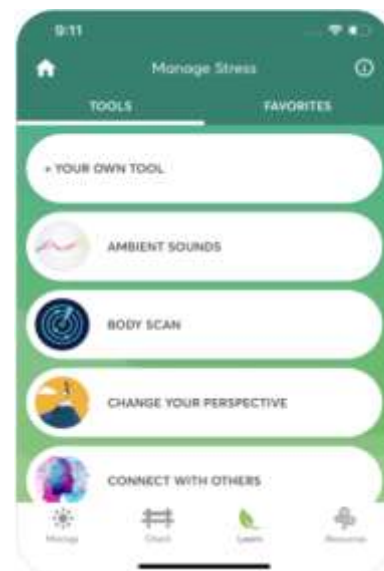 9:11
Manage Stress
TOOLS FAVORITES
+ YOUR OWN TOOL
AMBIENT SOUNDS
BODY SCAN
CHANGE YOUR PERSPECTIVE
CONNECT WITH OTHERS
Manage Learn Resources